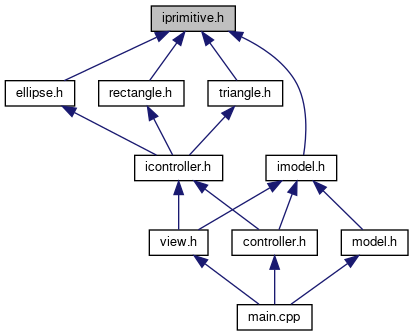 iprimitive.h
ellipse.h
rectangle.h
triangle.h
icontroller.h
imodel.h
view.h
controller.h
model.h
main.cpp